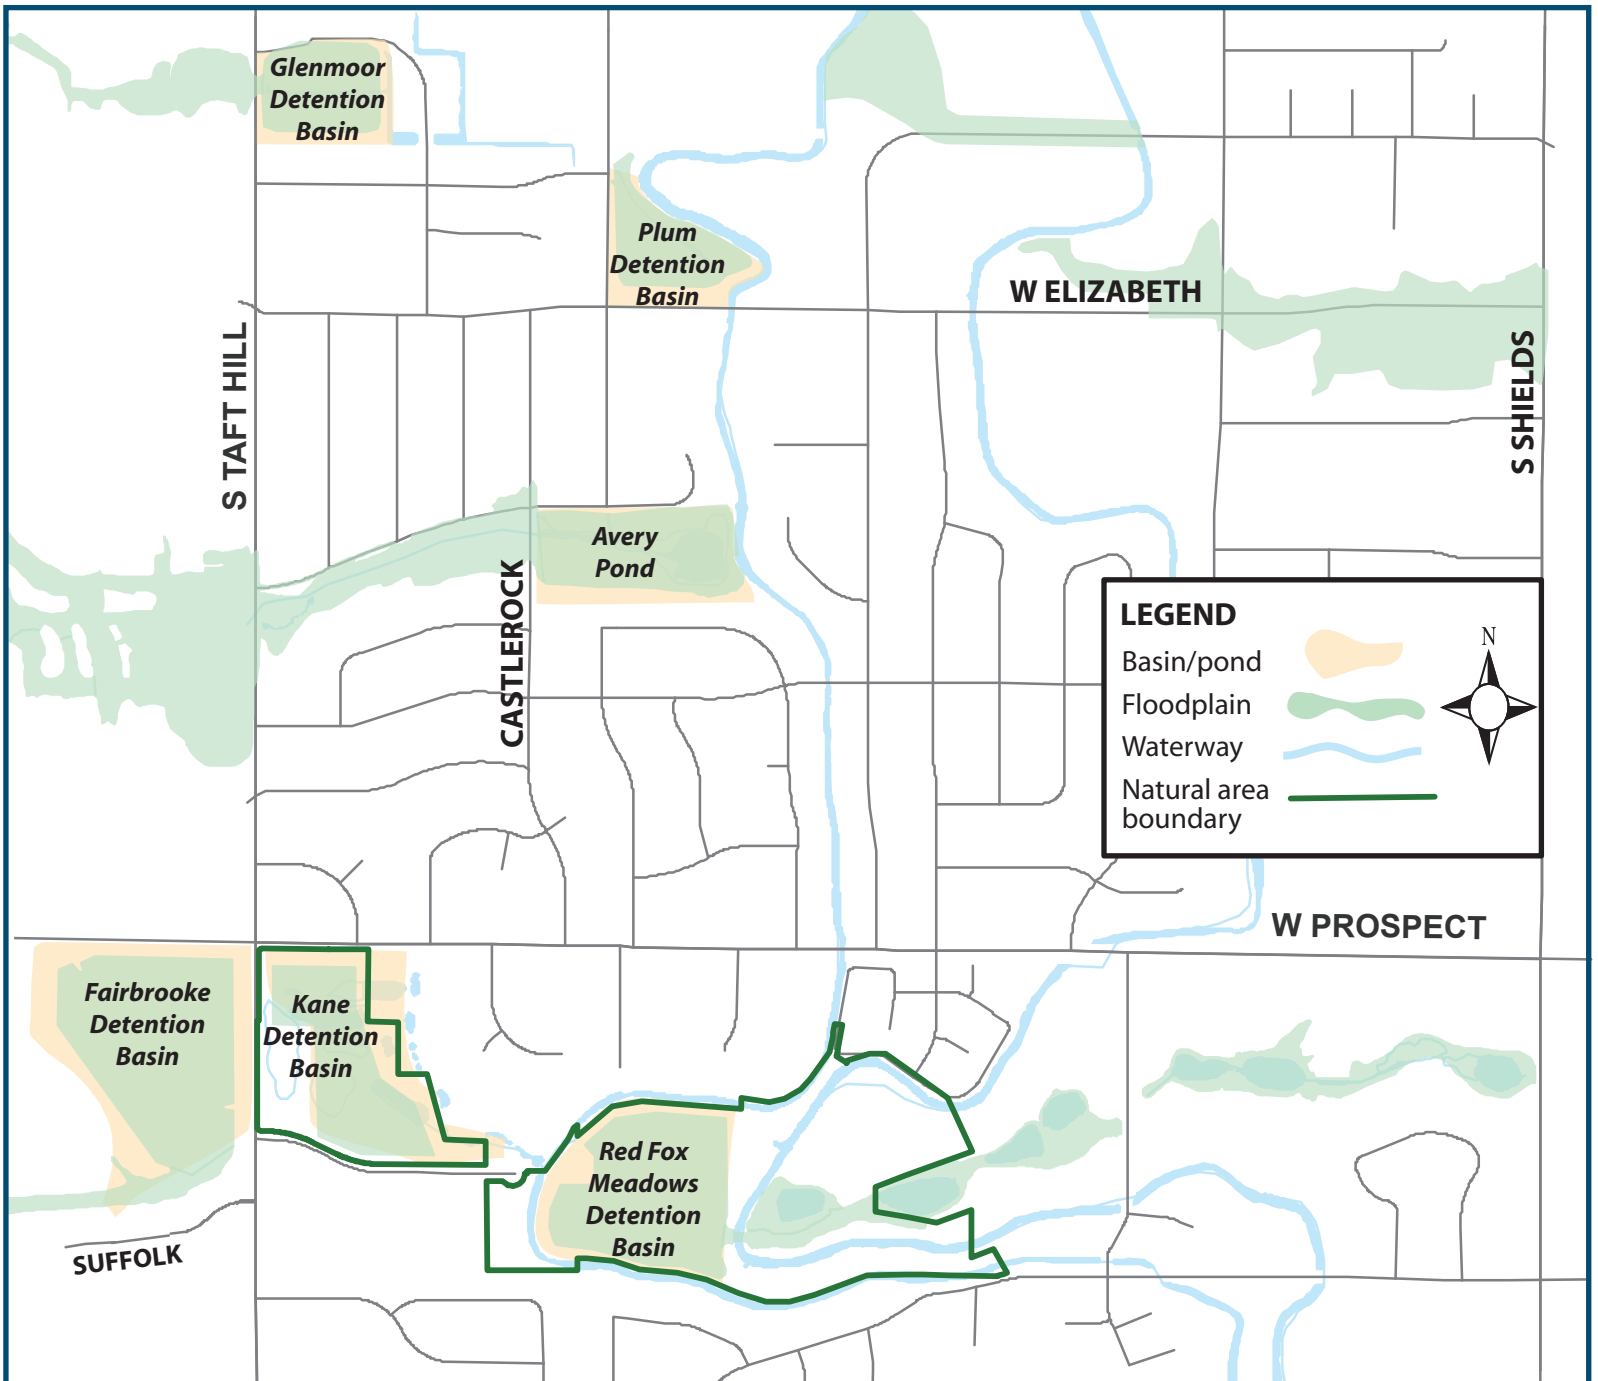 Glenmoor
Detention
Basin
Plum
Detention
Basin
W ELIZABETH
S TAFT HILL
S SHIELDS
Avery
Pond
CASTLEROCK
LEGEND
Basin/pond
Floodplain
Waterway
Natural area
boundary
N
W PROSPECT
Fairbrooke
Detention
Basin
Kane
Detention
Basin
Red Fox
Meadows
Detention
Basin
SUFFOLK